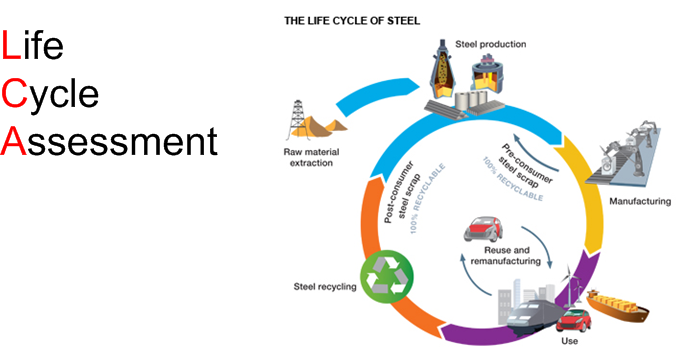 Life
Cycle
Assessment
THE LIFE CYCLE OF STEEL
Steel production
Raw material
extraction
Post-consumer
steel scrap
100% RECYCLABLE
Pre-consumer
steel scrap
100% RECYCLABLE
Manufacturing
Reuse and
remanufacturing
Steel recycling
Use